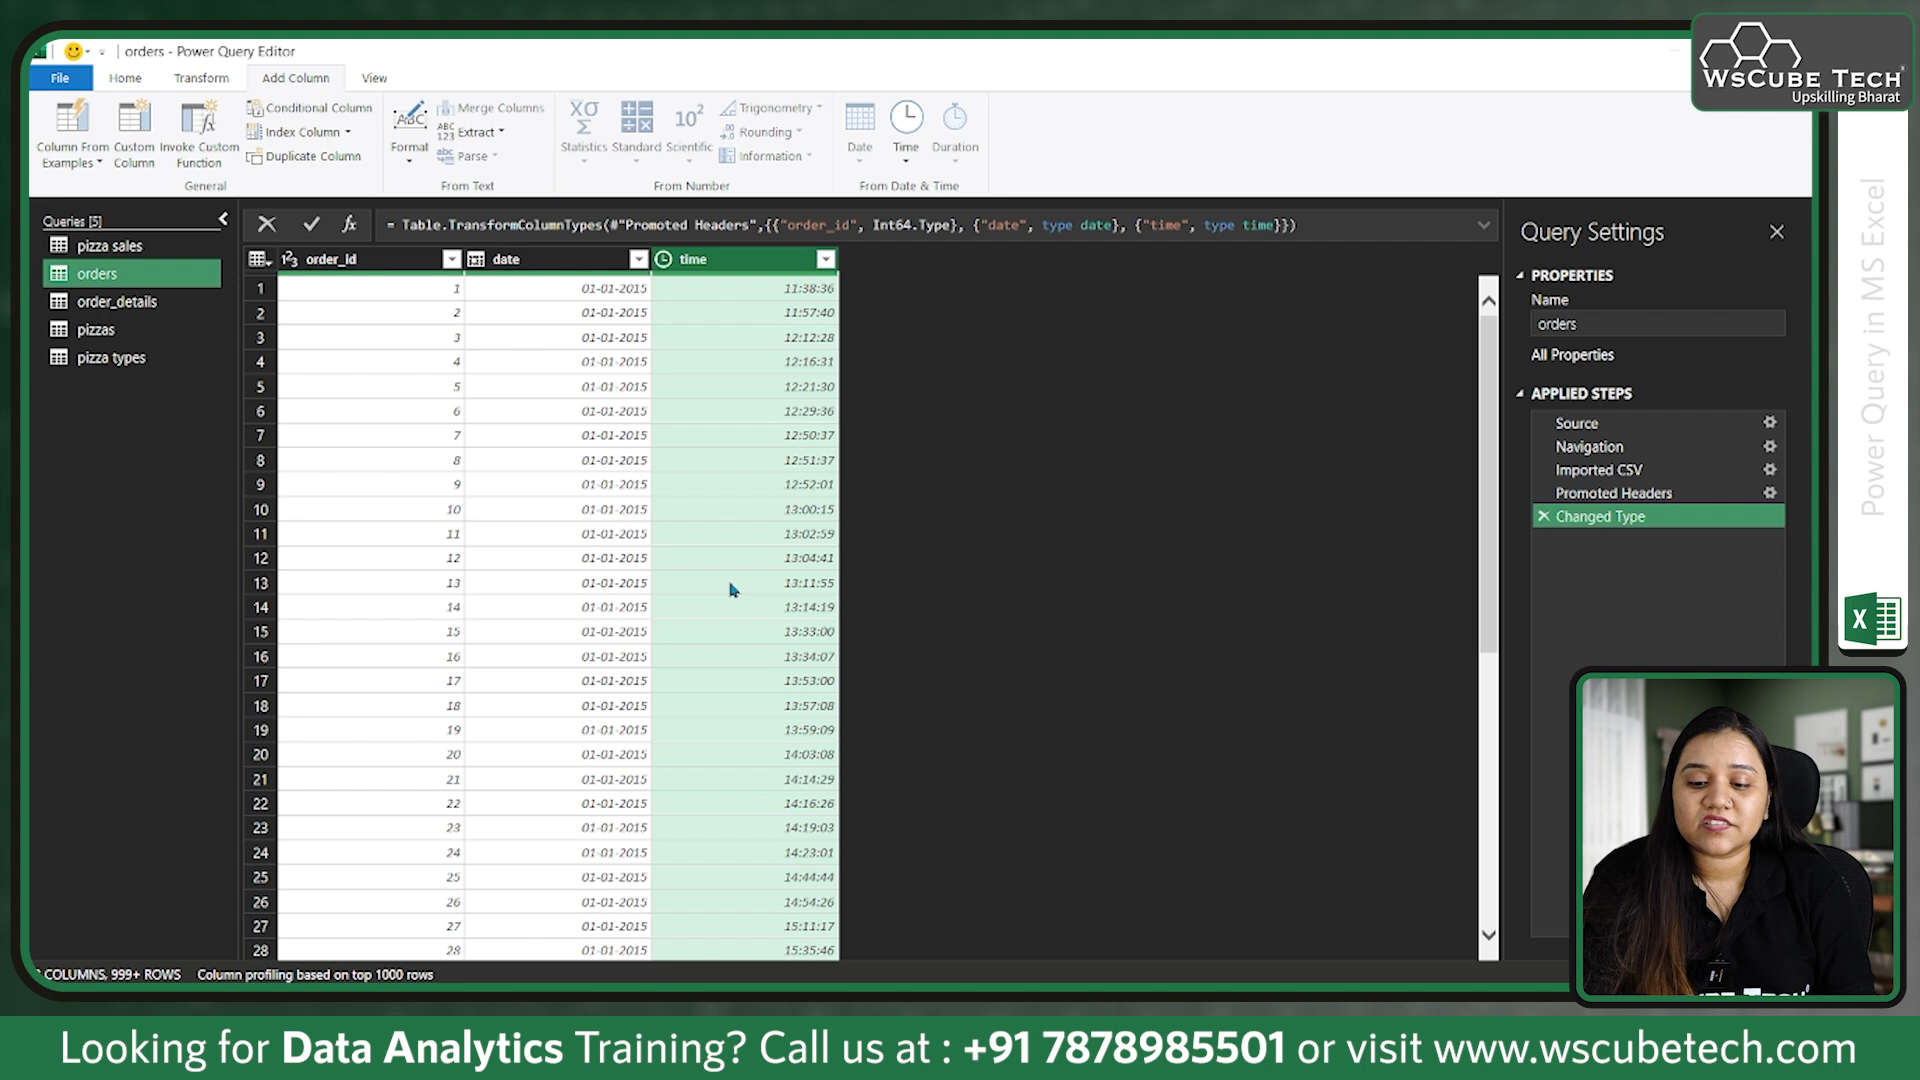 orders - Power Query Editor
File
Home
Transform
Add Column
View
Column From Examples
Custom Column
Invoke Custom Function
Conditional Column
Index Column
Duplicate Column
General
ABC
Format
Merge Columns
ABC 123 Extract
abc Parse
From Text
ΧΣ Σ
Statistics
Standard
10² Scientific
Trigonometry
.00 Rounding
Information
From Number
Date
Time
Duration
From Date & Time
WsCube Tech
Upskilling Bharat
Power Query in MS Excel
X
Queries [5]
pizza sales
orders
order_details
pizzas
pizza types
fx
= Table.TransformColumnTypes(#"Promoted Headers",{{"order_id", Int64.Type}, {"date", type date}, {"time", type time}})
1²3 order_id date time
1 1 01-01-2015 11:38:36
2 2 01-01-2015 11:57:40
3 3 01-01-2015 12:12:28
4 4 01-01-2015 12:16:31
5 5 01-01-2015 12:21:30
6 6 01-01-2015 12:29:36
7 7 01-01-2015 12:50:37
8 8 01-01-2015 12:51:37
9 9 01-01-2015 12:52:01
10 10 01-01-2015 13:00:15
11 11 01-01-2015 13:02:59
12 12 01-01-2015 13:04:41
13 13 01-01-2015 13:11:55
14 14 01-01-2015 13:14:19
15 15 01-01-2015 13:33:00
16 16 01-01-2015 13:34:07
17 17 01-01-2015 13:53:00
18 18 01-01-2015 13:57:08
19 19 01-01-2015 13:59:09
20 20 01-01-2015 14:03:08
21 21 01-01-2015 14:14:29
22 22 01-01-2015 14:16:26
23 23 01-01-2015 14:19:03
24 24 01-01-2015 14:23:01
25 25 01-01-2015 14:44:44
26 26 01-01-2015 14:54:26
27 27 01-01-2015 15:11:17
28 28 01-01-2015 15:35:46
Query Settings
PROPERTIES
Name
orders
All Properties
APPLIED STEPS
Source
Navigation
Imported CSV
Promoted Headers
Changed Type
COLUMNS, 999+ ROWS Column profiling based on top 1000 rows
Looking for Data Analytics Training? Call us at : +91 7878985501 or visit www.wscubetech.com